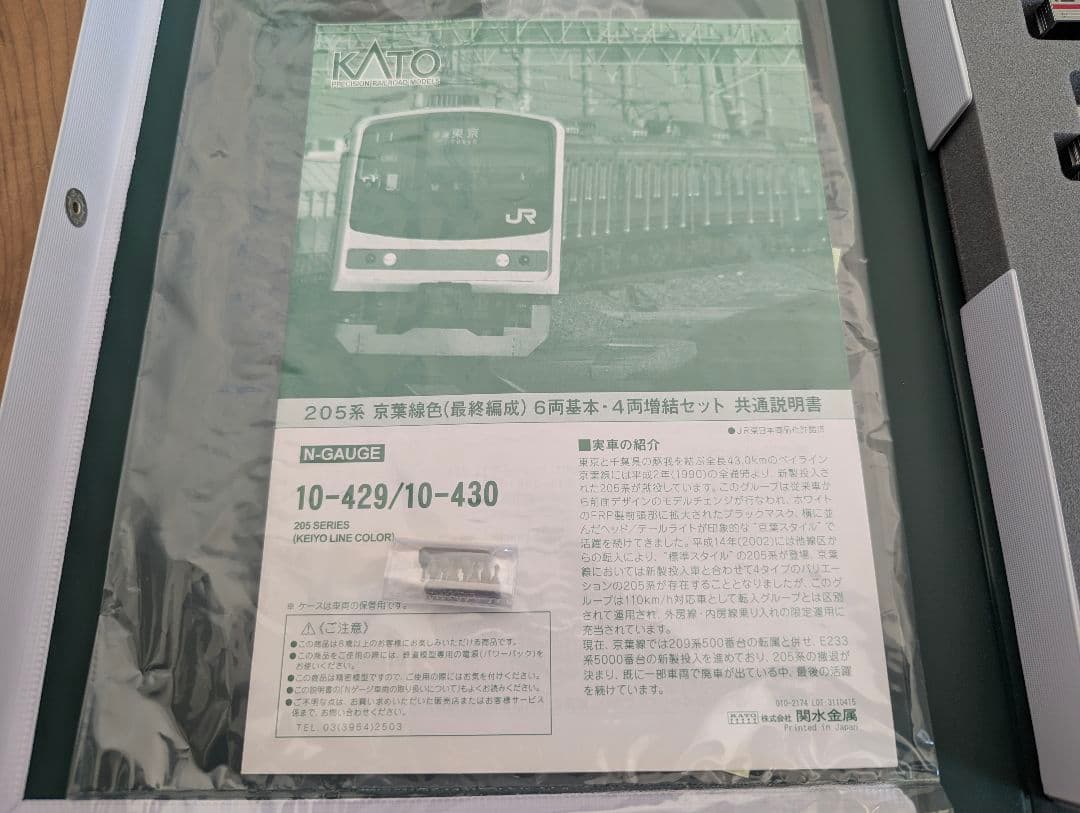 KATO
PRECISION RAILROAD MODELS
東京
JR
205系 京葉線色(最終編成) 6両基本・4両増結セット 共通説明書
●JR東日本商品化許諾済
N-GAUGE
10-429/10-430
205 SERIES
(KEIYO LINE COLOR)
※ ケースは車両の保管用です。
⚠《ご注意》
●この商品は8歳以上のお客様にお楽しみいただける商品です。
●この商品をご使用の際には、鉄道模型専用の電源(パワーパック)を
お使いください。
●この商品は精密模型ですので、ご使用の際にはお気を付けください。
●この説明書の「Nゲージ車両の取り扱いについて」もよくお読みください。
●ご不明な点は、お買い求めいただいた販売店またはお客様サービス
係まで、お問い合わせください。
TEL. 03(3954)2503
■実車の紹介
東京と千葉県の蘇我を結ぶ全長43.0kmのベイライン
京葉線には平成2年(1990)の全通時より、新製投入さ
れた205系が就役しています。このグループは従来車か
ら前面デザインのモデルチェンジが行なわれ、ホワイト
のFRP製前頭部に拡大されたブラックマスク、横に並
んだヘッド/テールライトが印象的な“京葉スタイル”で
活躍を続けてきました。平成14年(2002)には他線区か
らの転入により、“標準スタイル”の205系が登場、京葉
線においては新製投入車と合わせて4タイプのバリエー
ションの205系が存在することとなりましたが、このグ
ループは110km/h対応車として転入グループとは区別
されて運用され、外房線・内房線乗り入れの限定運用に
充当されています。
現在、京葉線では209系500番台の転属と併せ、E233
系5000番台の新製投入を進めており、205系の搬退が
決まり、既に一部車両で廃車が出ている中、最後の活躍
を続けています。
KATO 株式会社 関水金属
Printed in Japan